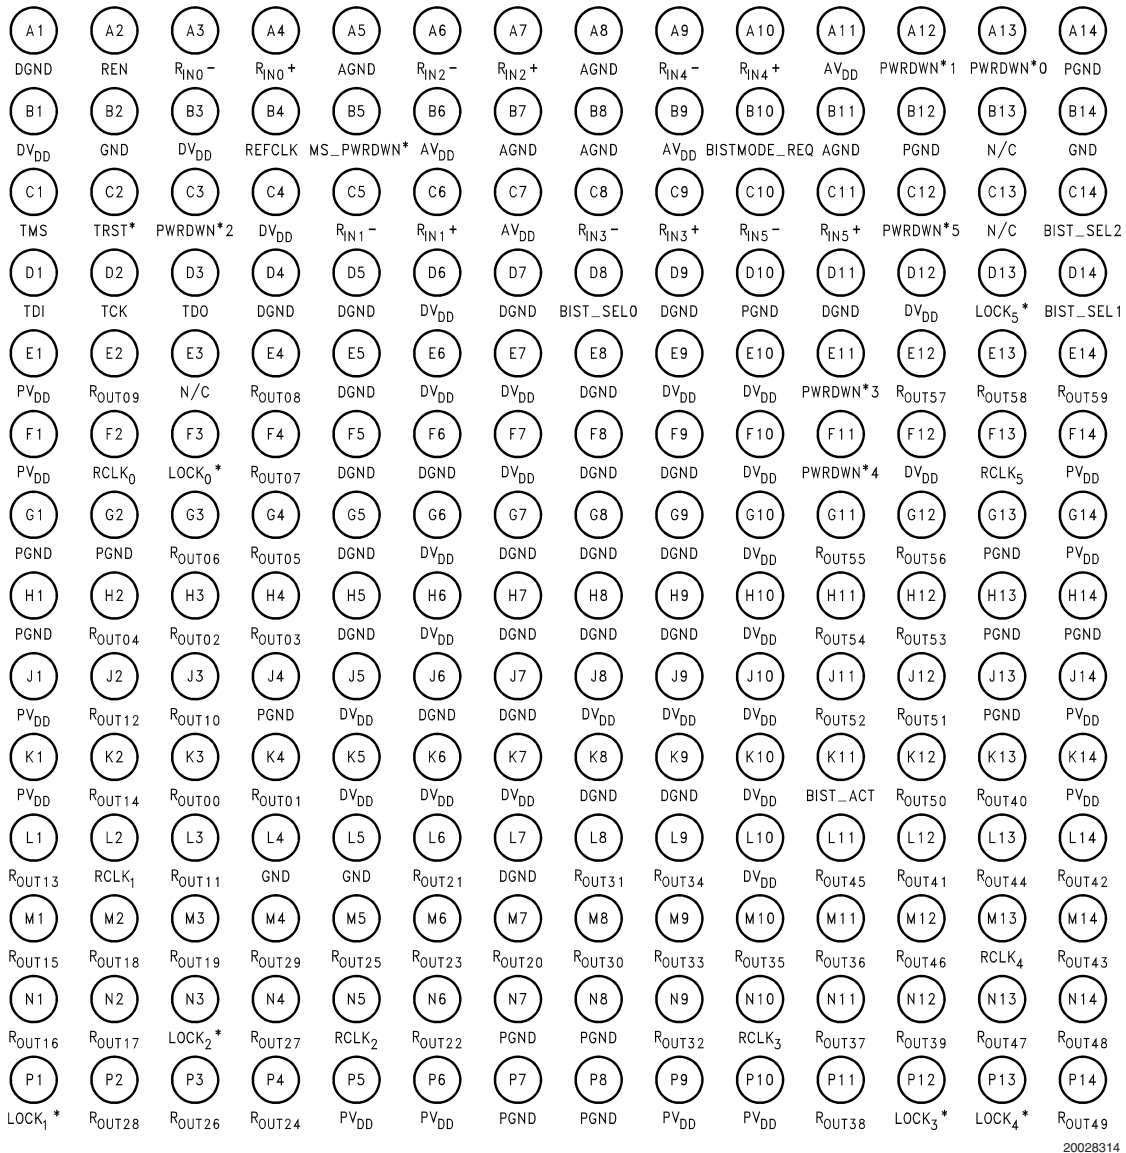 A1 A2 A3 A4 A5 A6 A7 A8 A9 A10 A11 A12 A13 A14
DGND REN RIN0- RIN0+ AGND RIN2- RIN2+ AGND RIN4- RIN4+ AVDD PWRDWN*1 PWRDWN*0 PGND
B1 B2 B3 B4 B5 B6 B7 B8 B9 B10 B11 B12 B13 B14
DVDD GND DVDD REFCLK MS_PWRDWN* AVDD AGND AGND AVDD BISTMODE_REQ AGND PGND N/C GND
C1 C2 C3 C4 C5 C6 C7 C8 C9 C10 C11 C12 C13 C14
TMS TRST* PWRDWN*2 DVDD RIN1- RIN1+ AVDD RIN3- RIN3+ RIN5- RIN5+ PWRDWN*5 N/C BIST_SEL2
D1 D2 D3 D4 D5 D6 D7 D8 D9 D10 D11 D12 D13 D14
TDI TCK TDO DGND DGND DVDD DGND BIST_SEL0 DGND PGND DGND DVDD LOCK5* BIST_SEL1
E1 E2 E3 E4 E5 E6 E7 E8 E9 E10 E11 E12 E13 E14
PVDD ROUT09 N/C ROUT08 DGND DVDD DVDD DGND DVDD DVDD PWRDWN*3 ROUT57 ROUT58 ROUT59
F1 F2 F3 F4 F5 F6 F7 F8 F9 F10 F11 F12 F13 F14
PVDD RCLK0 LOCK0* ROUT07 DGND DGND DVDD DGND DGND DVDD PWRDWN*4 DVDD RCLK5 PVDD
G1 G2 G3 G4 G5 G6 G7 G8 G9 G10 G11 G12 G13 G14
PGND PGND ROUT06 ROUT05 DGND DVDD DGND DGND DGND DVDD ROUT55 ROUT56 PGND PVDD
H1 H2 H3 H4 H5 H6 H7 H8 H9 H10 H11 H12 H13 H14
PGND ROUT04 ROUT02 ROUT03 DGND DVDD DGND DGND DGND DVDD ROUT54 ROUT53 PGND PGND
J1 J2 J3 J4 J5 J6 J7 J8 J9 J10 J11 J12 J13 J14
PVDD ROUT12 ROUT10 PGND DVDD DGND DGND DVDD DVDD DVDD ROUT52 ROUT51 PGND PVDD
K1 K2 K3 K4 K5 K6 K7 K8 K9 K10 K11 K12 K13 K14
PVDD ROUT14 ROUT00 ROUT01 DVDD DVDD DVDD DGND DGND DVDD BIST_ACT ROUT50 ROUT40 PVDD
L1 L2 L3 L4 L5 L6 L7 L8 L9 L10 L11 L12 L13 L14
ROUT13 RCLK1 ROUT11 GND GND ROUT21 DGND ROUT31 ROUT34 DVDD ROUT45 ROUT41 ROUT44 ROUT42
M1 M2 M3 M4 M5 M6 M7 M8 M9 M10 M11 M12 M13 M14
ROUT15 ROUT18 ROUT19 ROUT29 ROUT25 ROUT23 ROUT20 ROUT30 ROUT33 ROUT35 ROUT36 ROUT46 RCLK4 ROUT43
N1 N2 N3 N4 N5 N6 N7 N8 N9 N10 N11 N12 N13 N14
ROUT16 ROUT17 LOCK2* ROUT27 RCLK2 ROUT22 PGND PGND ROUT32 RCLK3 ROUT37 ROUT39 ROUT47 ROUT48
P1 P2 P3 P4 P5 P6 P7 P8 P9 P10 P11 P12 P13 P14
LOCK1* ROUT28 ROUT26 ROUT24 PVDD PVDD PGND PGND PVDD PVDD ROUT38 LOCK3* LOCK4* ROUT49
20028314